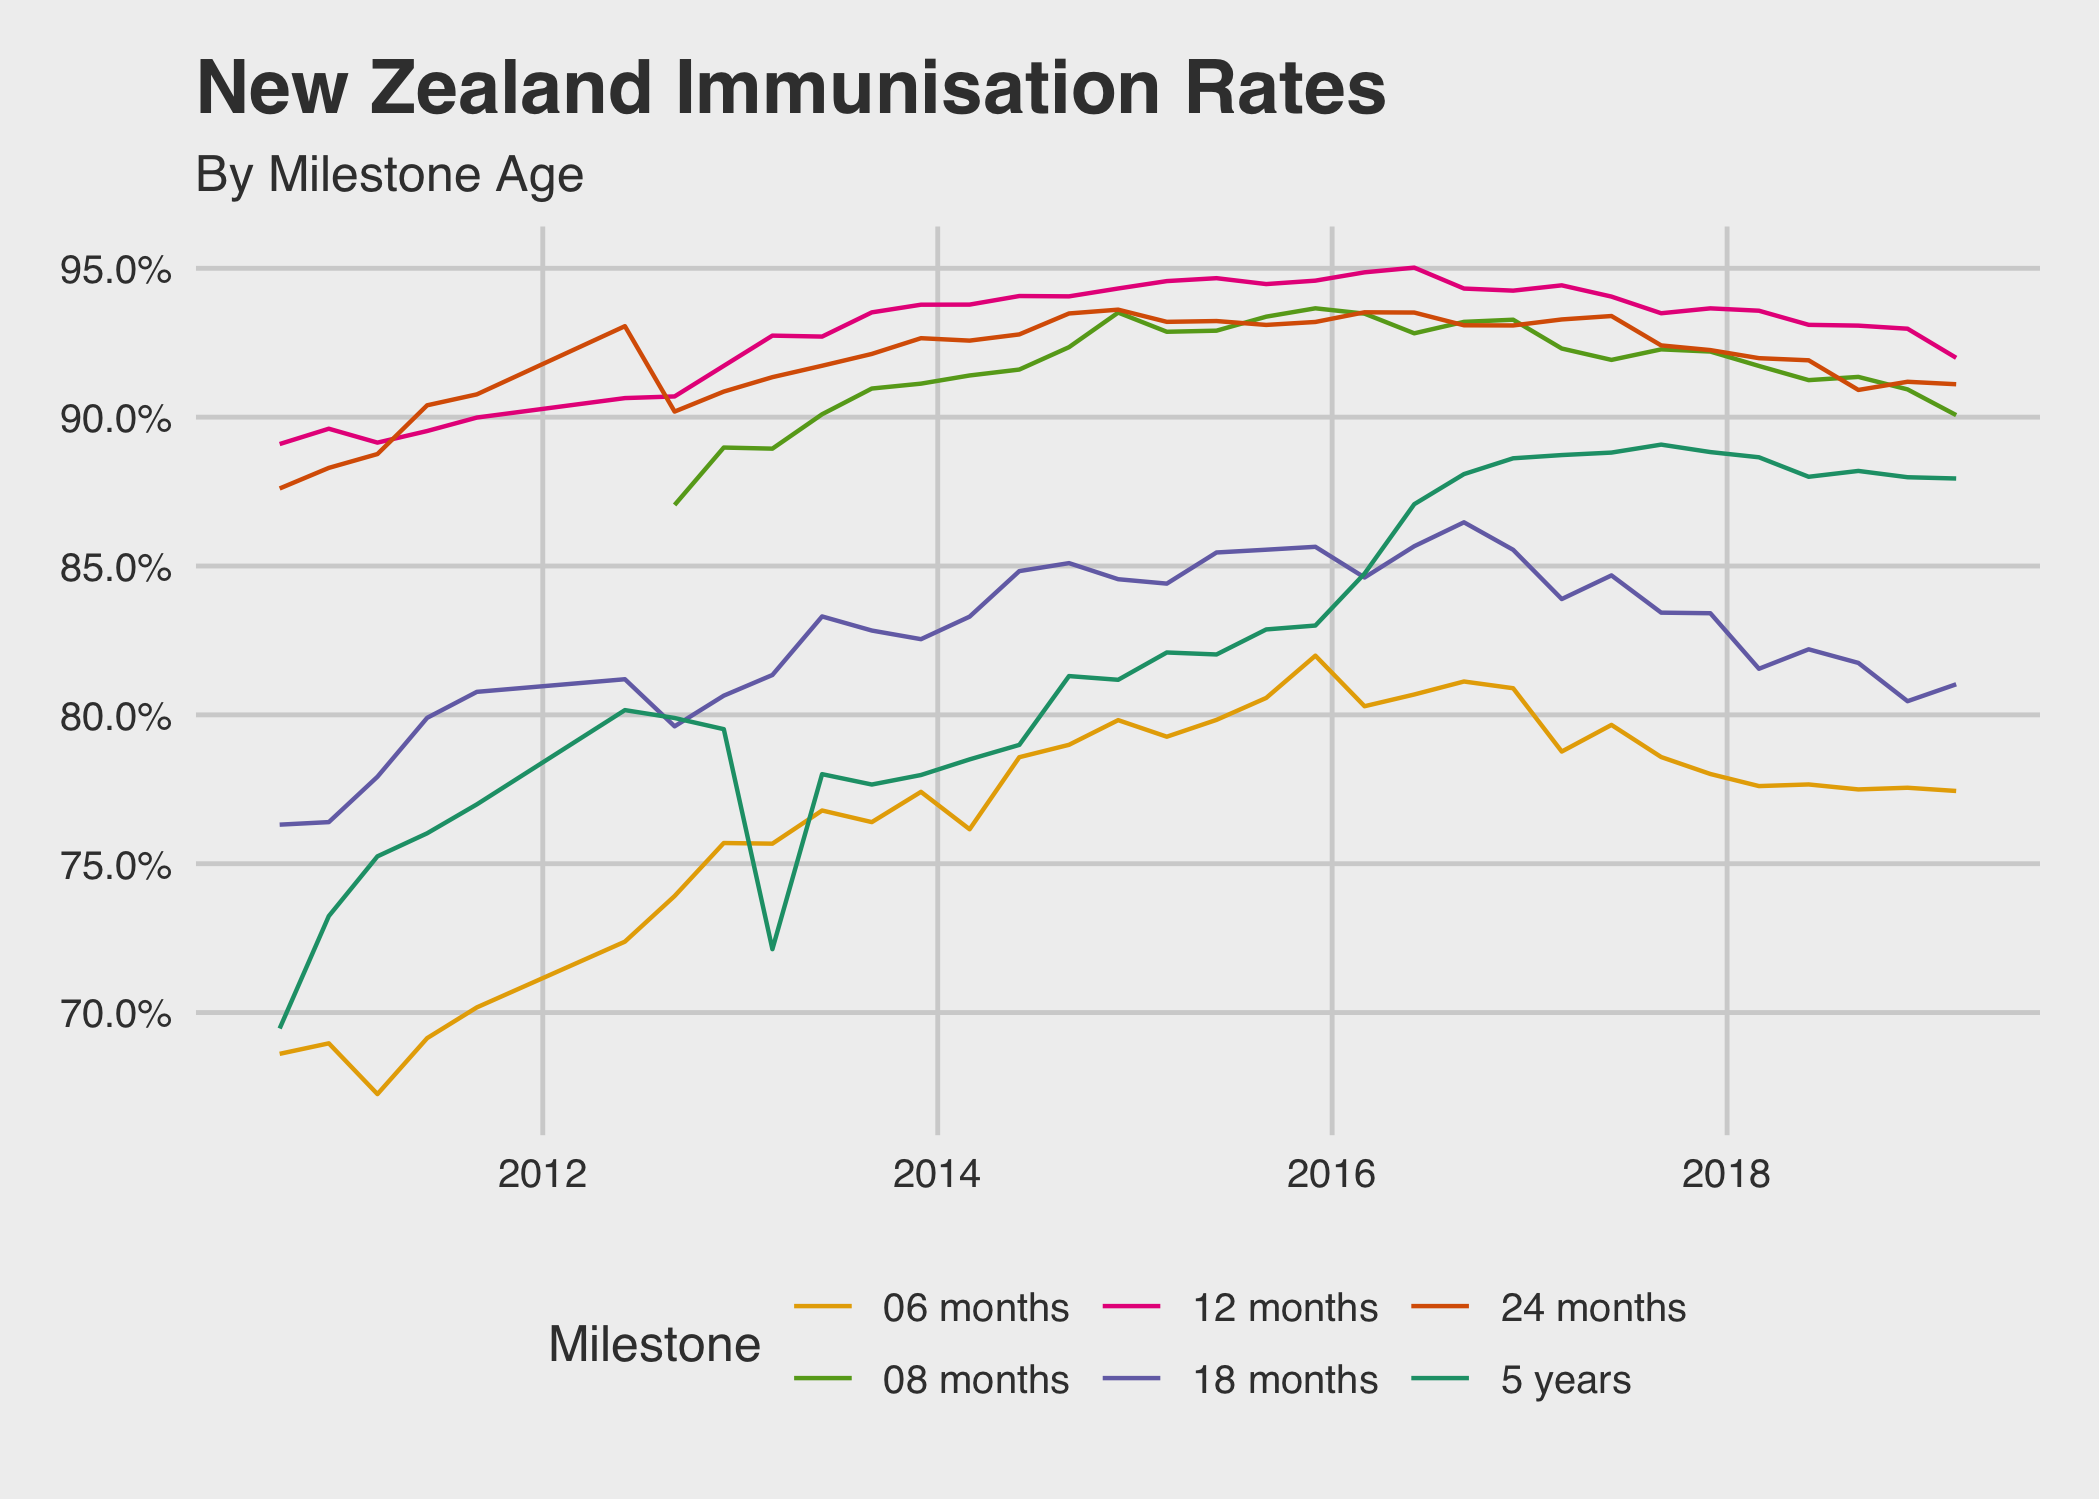 New Zealand Immunisation Rates
By Milestone Age
95.0%
90.0%
85.0%
80.0%
75.0%
70.0%
2012 2014 2016 2018
Milestone
06 months 12 months 24 months
08 months 18 months 5 years